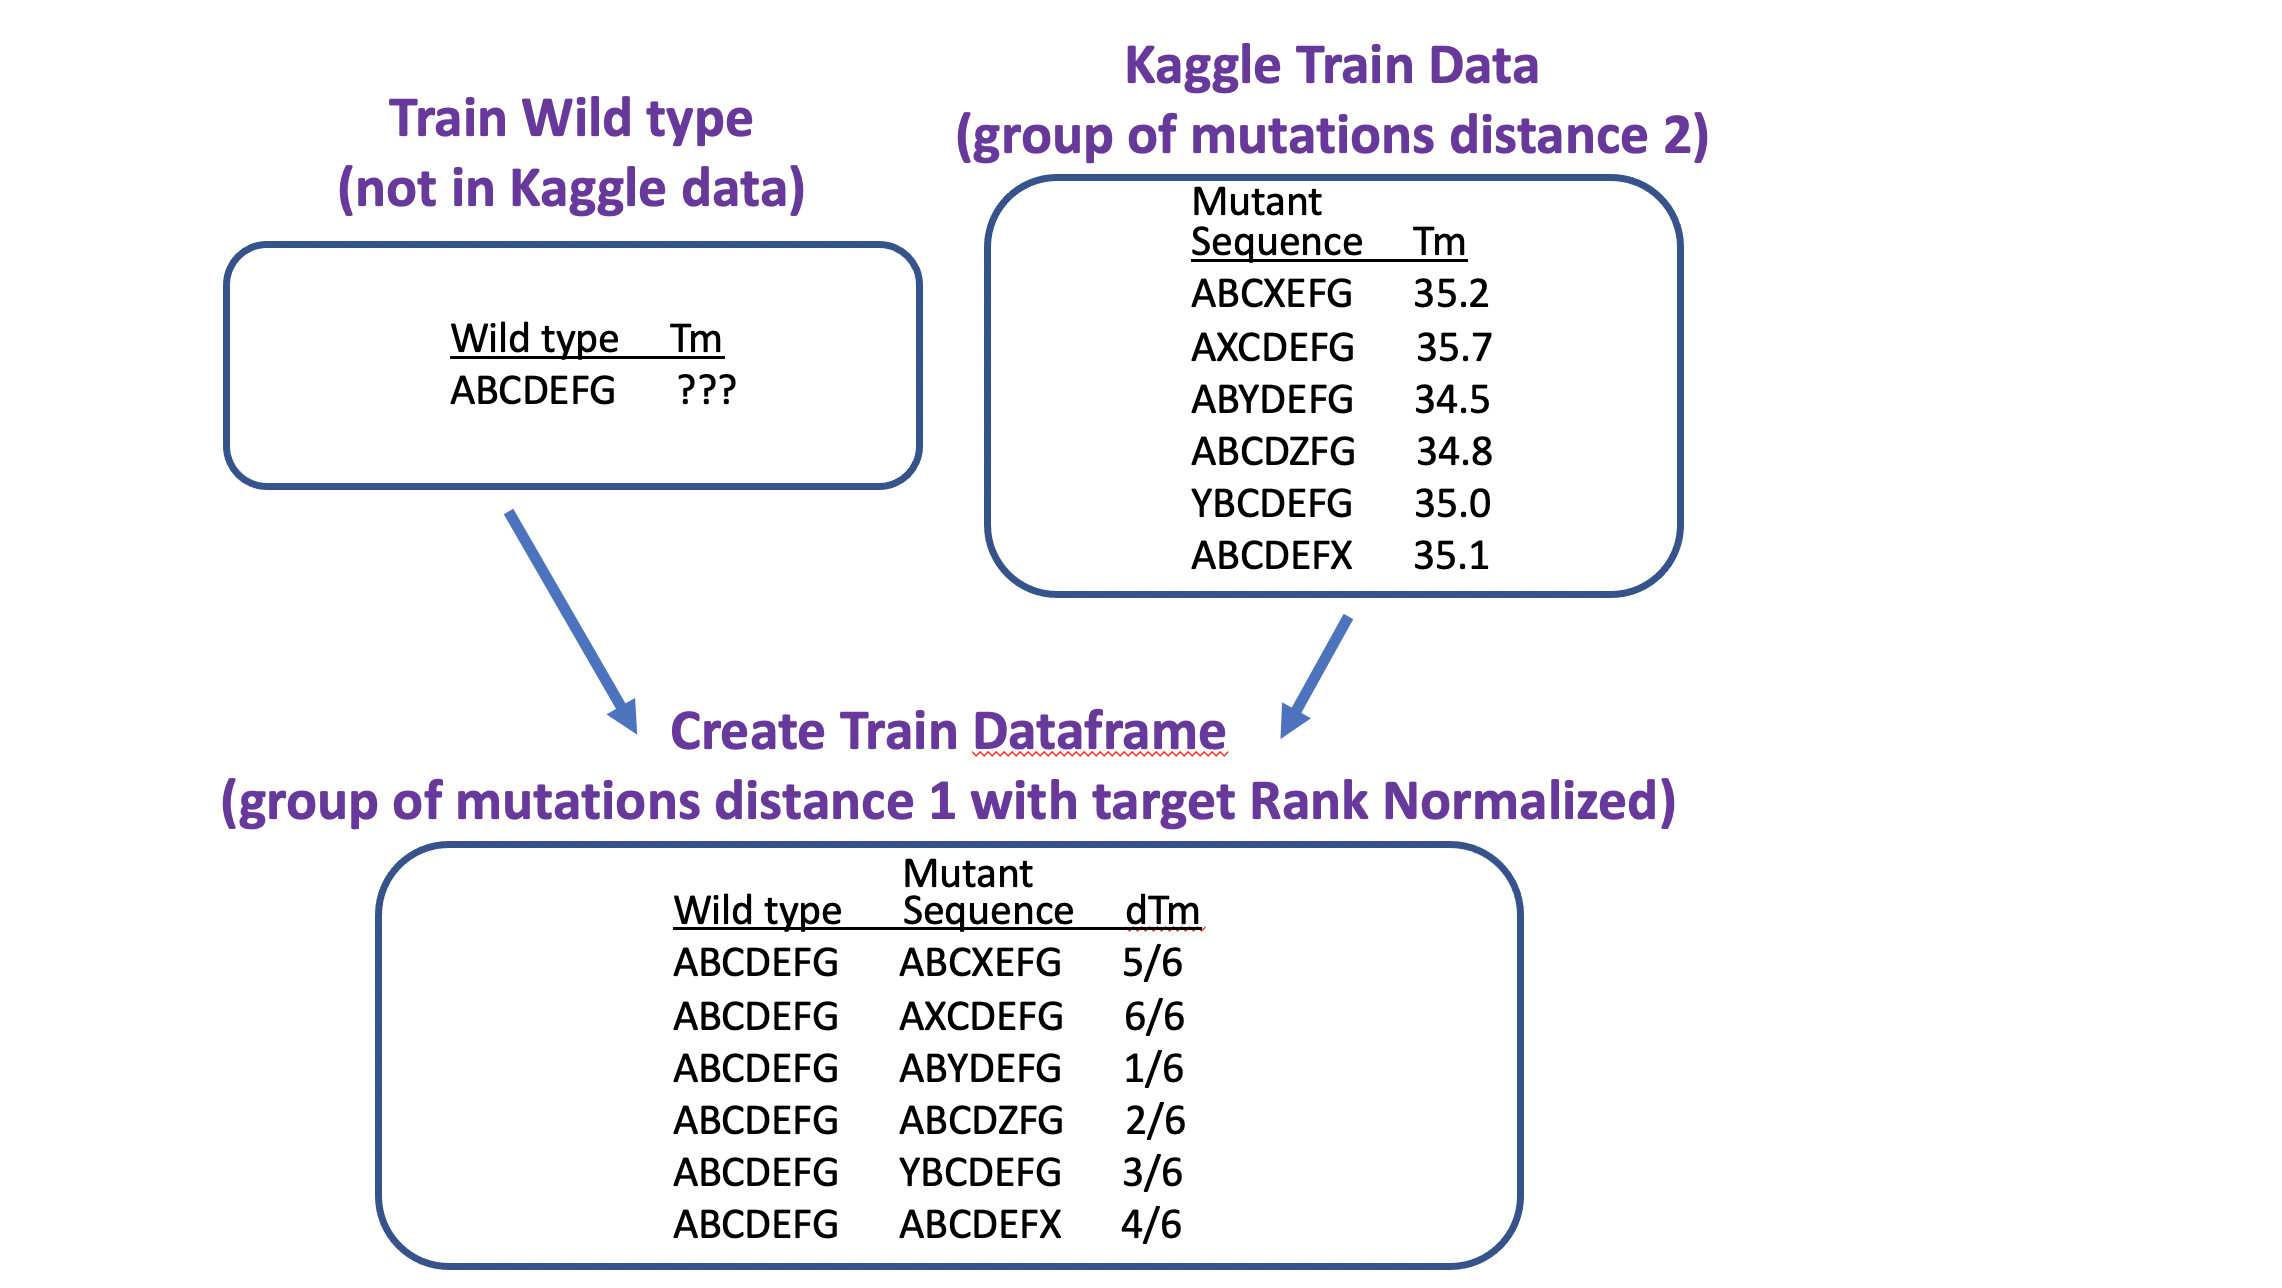 Train Wild type
(not in Kaggle data)
Wild type Tm
ABCDEFG ???
Kaggle Train Data
(group of mutations distance 2)
Mutant
Sequence Tm
ABCXEFG 35.2
AXCDEFG 35.7
ABYDEFG 34.5
ABCDZFG 34.8
YBCDEFG 35.0
ABCDEFX 35.1
Create Train Dataframe
(group of mutations distance 1 with target Rank Normalized)
Mutant
Wild type Sequence dTm
ABCDEFG ABCXEFG 5/6
ABCDEFG AXCDEFG 6/6
ABCDEFG ABYDEFG 1/6
ABCDEFG ABCDZFG 2/6
ABCDEFG YBCDEFG 3/6
ABCDEFG ABCDEFX 4/6